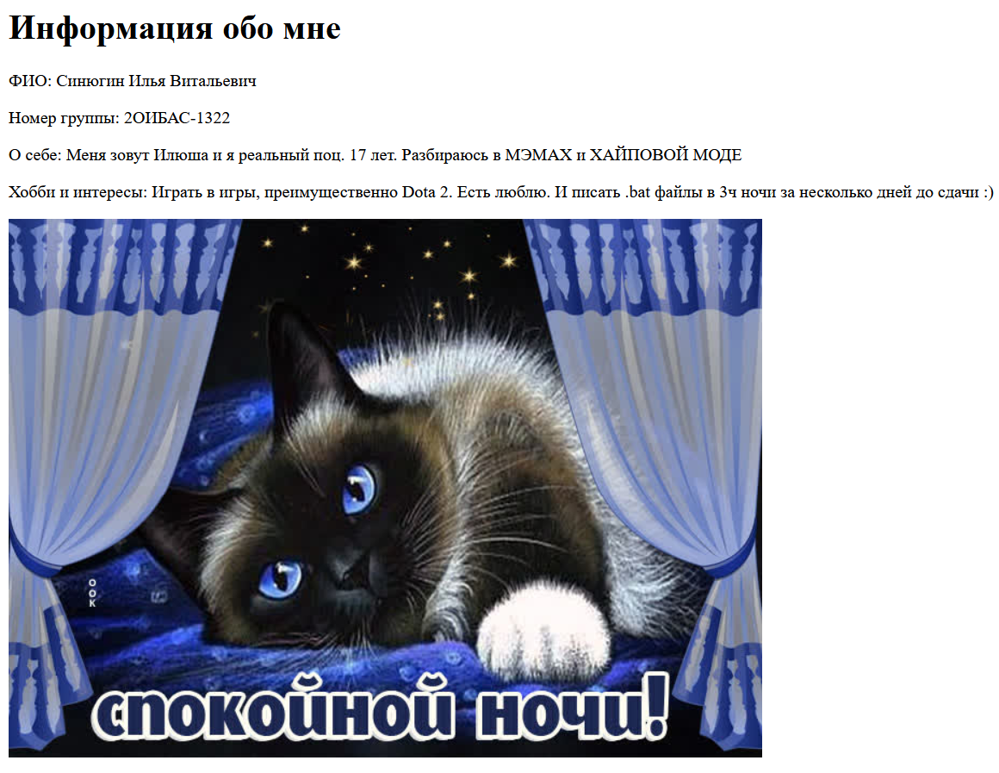 Информация обо мне
ФИО: Синюгин Илья Витальевич
Номер группы: 2ОИБАС-1322
О себе: Меня зовут Илюша и я реальный поц. 17 лет. Разбираюсь в МЭМАХ и ХАЙПОВОЙ МОДЕ
Хобби и интересы: Играть в игры, преимущественно Dota 2. Есть люблю. И писать .bat файлы в 3ч ночи за несколько дней до сдачи :)
О
О
К
спокойной ночи!